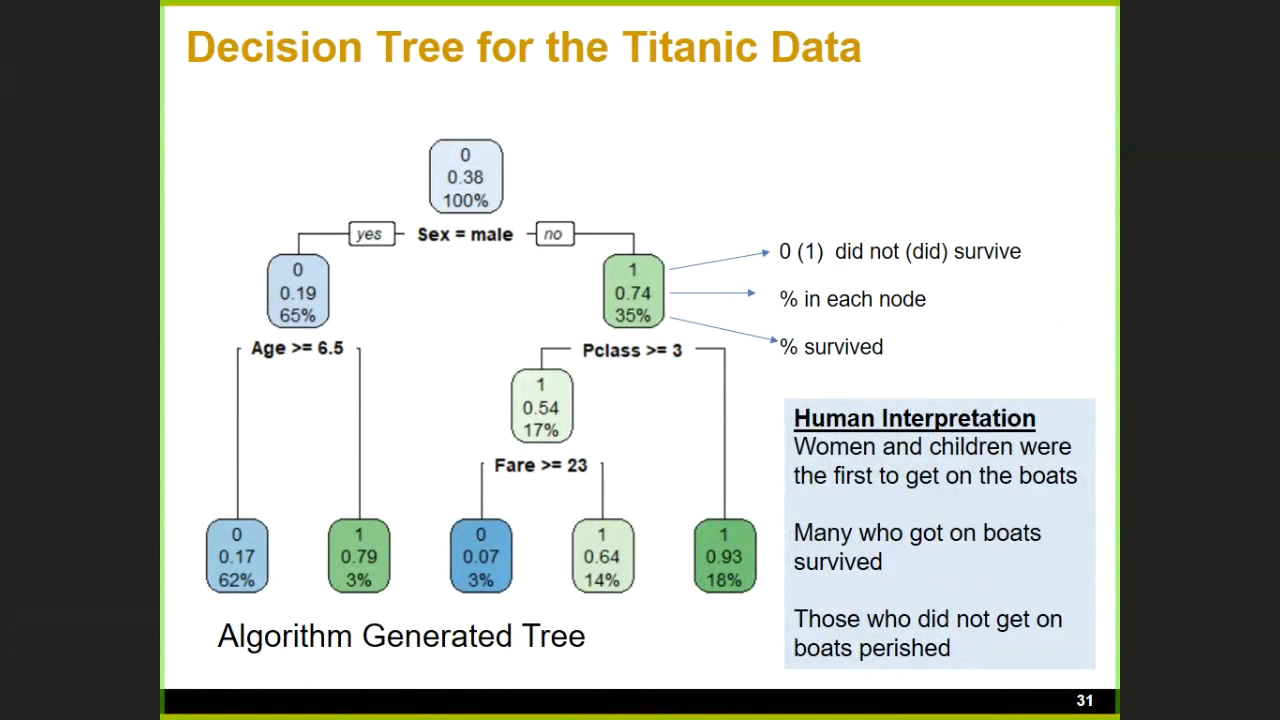 Decision Tree for the Titanic Data
0
0.38
100%
yes
Sex = male
no
0
0.19
65%
1
0.74
35%
0 (1) did not (did) survive
% in each node
% survived
Age >= 6.5
Pclass >= 3
1
0.54
17%
Fare >= 23
0
0.17
62%
1
0.79
3%
0
0.07
3%
1
0.64
14%
1
0.93
18%
Algorithm Generated Tree
Human Interpretation
Women and children were
the first to get on the boats
Many who got on boats
survived
Those who did not get on
boats perished
31